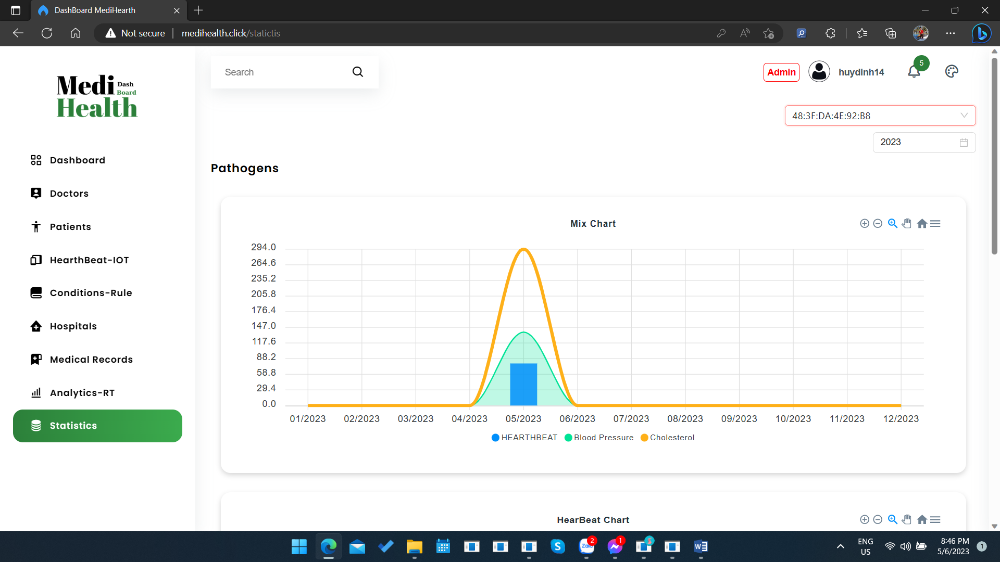 DashBoard MediHearth
Not secure
medihealth.click/statictis
Medi Dash Board
Health
Search
Admin
huydinh14
5
48:3F:DA:4E:92:B8
2023
Dashboard
Doctors
Patients
HearthBeat-IOT
Conditions-Rule
Hospitals
Medical Records
Analytics-RT
Statistics
Pathogens
Mix Chart
294.0
264.6
235.2
205.8
176.4
147.0
117.6
88.2
58.8
29.4
0.0
01/2023 02/2023 03/2023 04/2023 05/2023 06/2023 07/2023 08/2023 09/2023 10/2023 11/2023 12/2023
HEARTHBEAT Blood Pressure Cholesterol
HearBeat Chart
Zalo
2
1
3
ENG
US
8:46 PM
5/6/2023
1